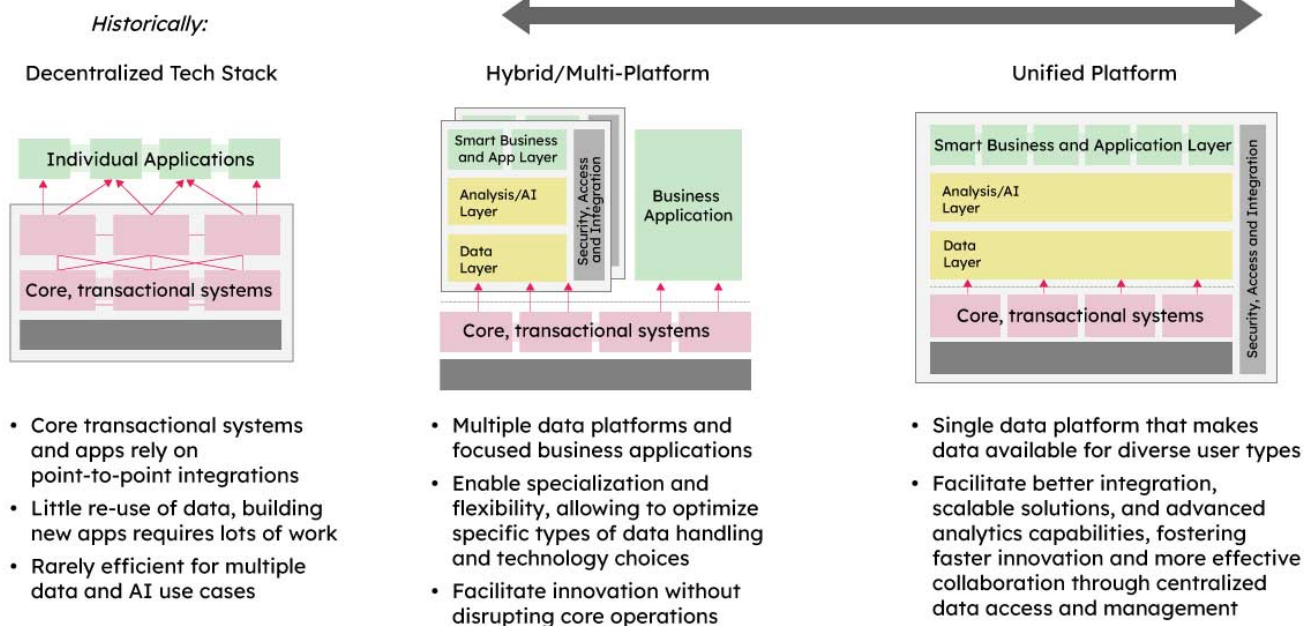 Historically:
Decentralized Tech Stack
Individual Applications
Core, transactional systems
• Core transactional systems
and apps rely on
point-to-point integrations
• Little re-use of data, building
new apps requires lots of work
• Rarely efficient for multiple
data and AI use cases
Hybrid/Multi-Platform
Smart Business
and App Layer
Analysis/AI
Layer
Data
Layer
Security, Access
and Integration
Business
Application
Core, transactional systems
• Multiple data platforms and
focused business applications
• Enable specialization and
flexibility, allowing to optimize
specific types of data handling
and technology choices
• Facilitate innovation without
disrupting core operations
Unified Platform
Smart Business and Application Layer
Analysis/AI
Layer
Data
Layer
Core, transactional systems
Security, Access and Integration
• Single data platform that makes
data available for diverse user types
• Facilitate better integration,
scalable solutions, and advanced
analytics capabilities, fostering
faster innovation and more effective
collaboration through centralized
data access and management